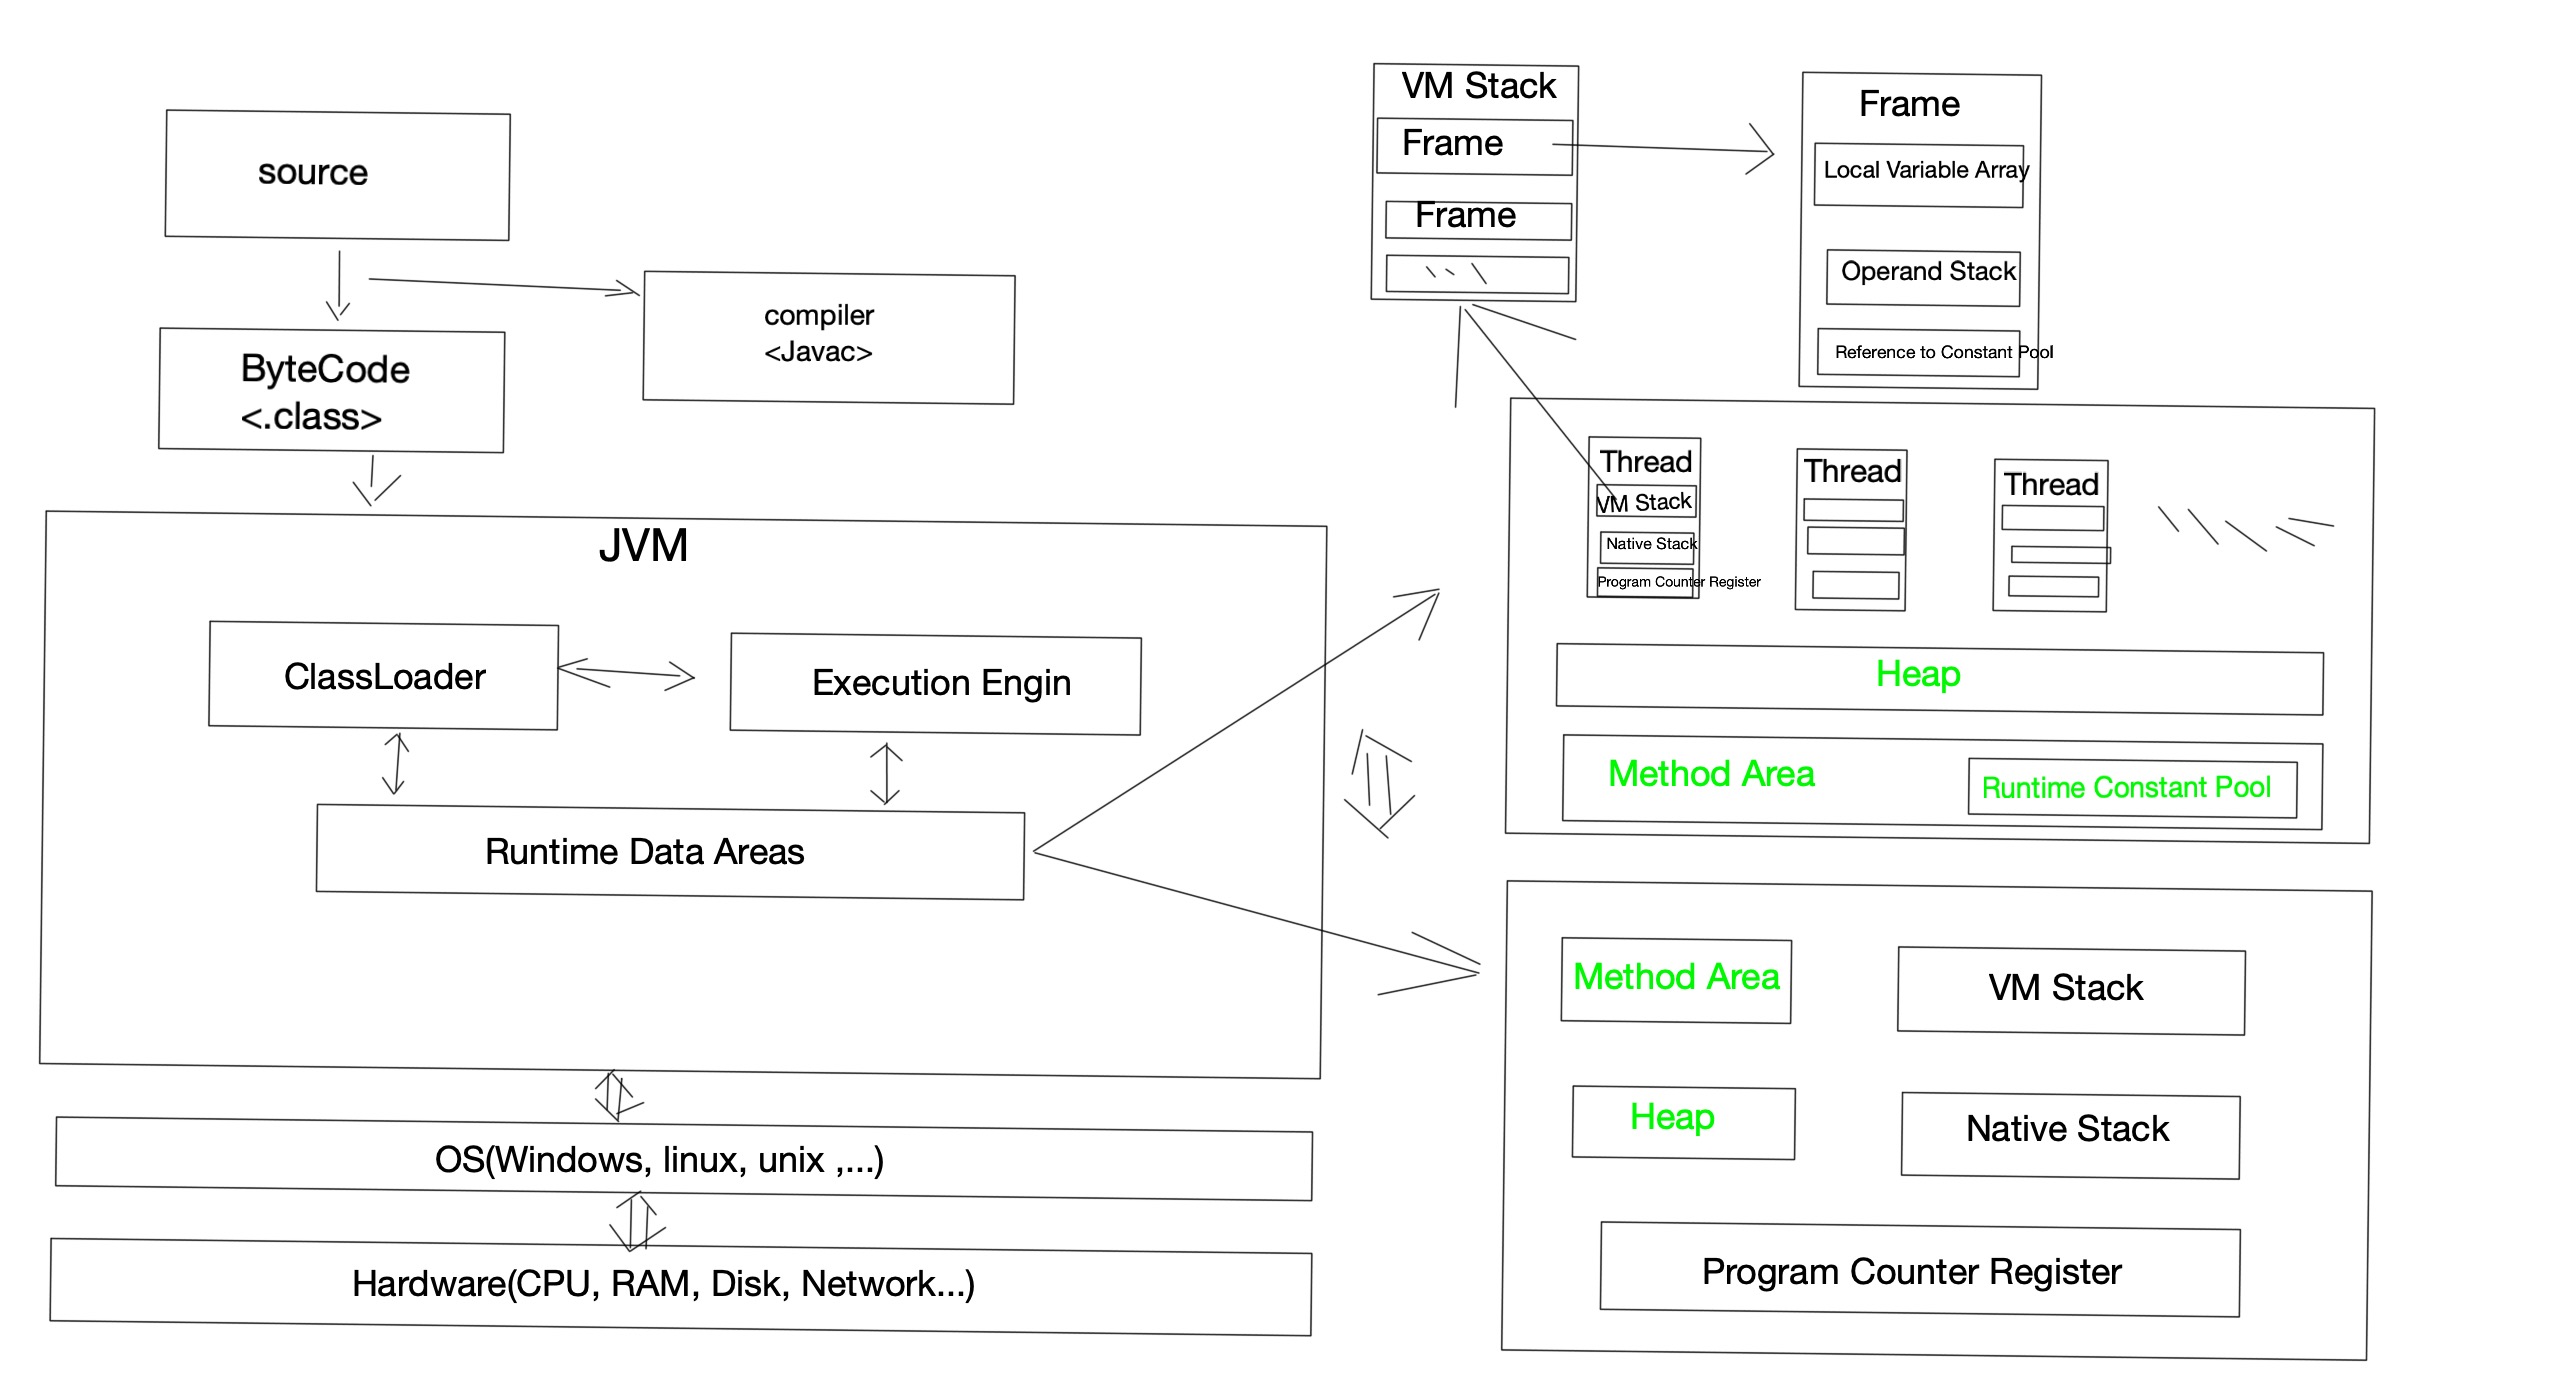 source
compiler
<Javac>
ByteCode
<.class>
JVM
ClassLoader
Execution Engin
Runtime Data Areas
OS(Windows, linux, unix ,...)
Hardware(CPU, RAM, Disk, Network...)
VM Stack
Frame
Frame
Frame
Local Variable Array
Operand Stack
Reference to Constant Pool
Thread
VM Stack
Native Stack
Program Counter Register
Thread
Thread
Heap
Method Area
Runtime Constant Pool
Method Area
VM Stack
Heap
Native Stack
Program Counter Register